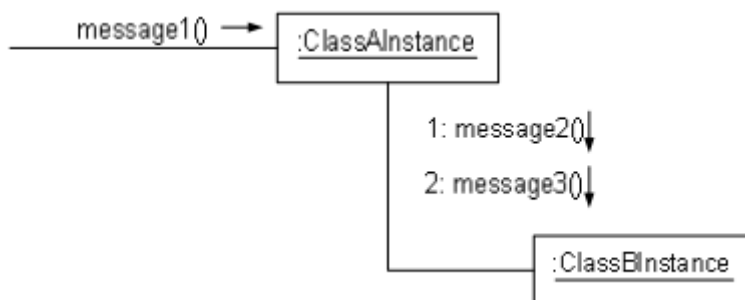 message1()
:ClassAInstance
1: message2()
2: message3()
:ClassBInstance